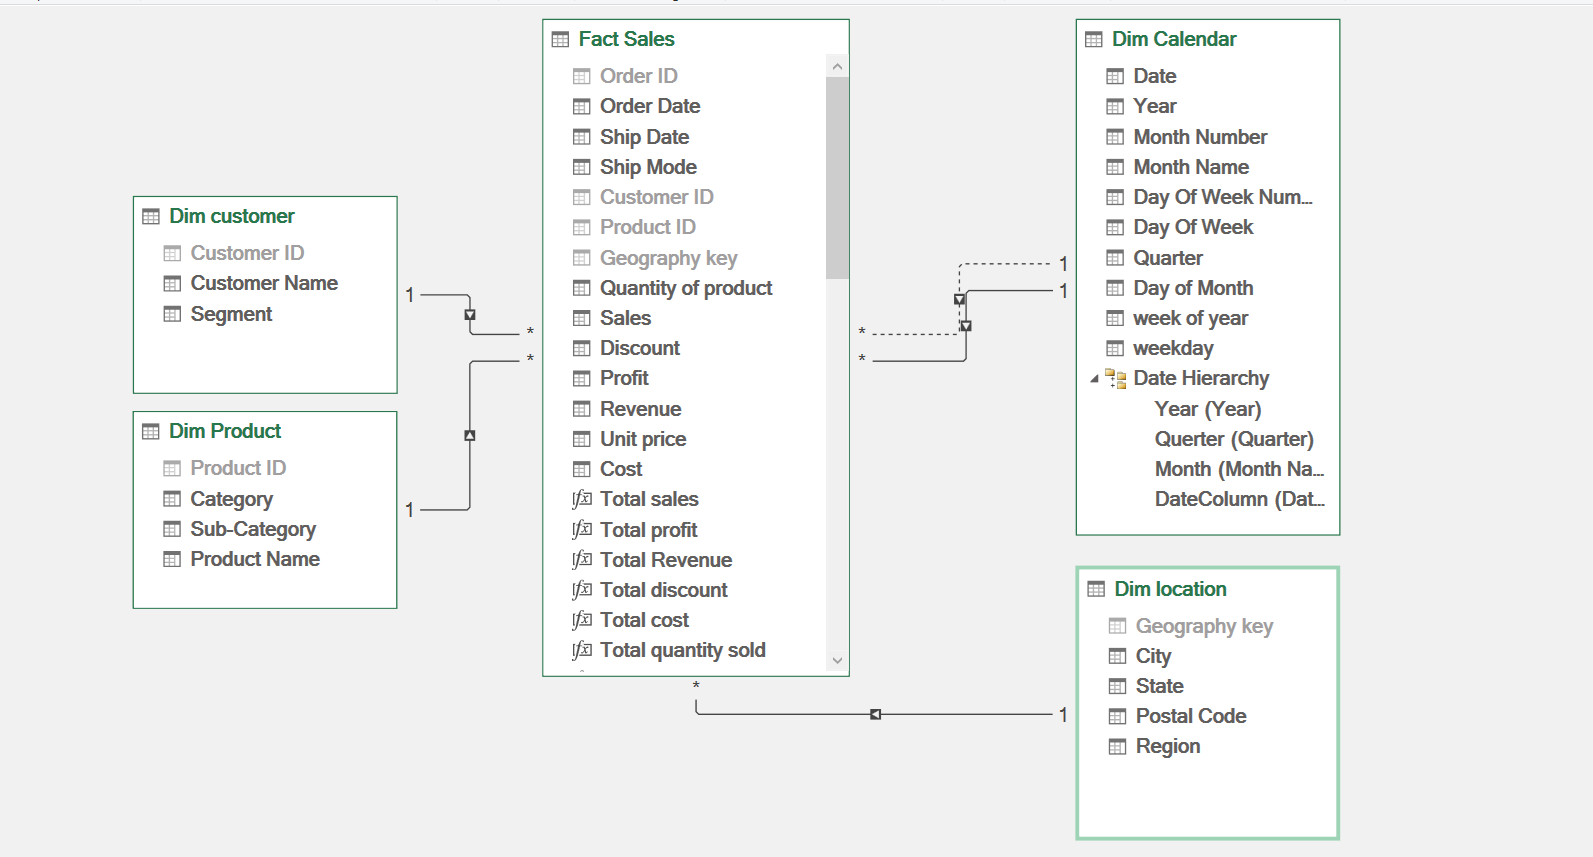 Fact Sales
Order ID
Order Date
Ship Date
Ship Mode
Customer ID
Product ID
Geography key
Quantity of product
Sales
Discount
Profit
Revenue
Unit price
Cost
Total sales
Total profit
Total Revenue
Total discount
Total cost
Total quantity sold
Dim customer
Customer ID
Customer Name
Segment
Dim Product
Product ID
Category
Sub-Category
Product Name
1
*
*
1
Dim Calendar
Date
Year
Month Number
Month Name
Day Of Week Num...
Day Of Week
Quarter
Day of Month
week of year
weekday
Date Hierarchy
Year (Year)
Querter (Quarter)
Month (Month Na...
DateColumn (Dat...
1
1
*
*
Dim location
Geography key
City
State
Postal Code
Region
*
1